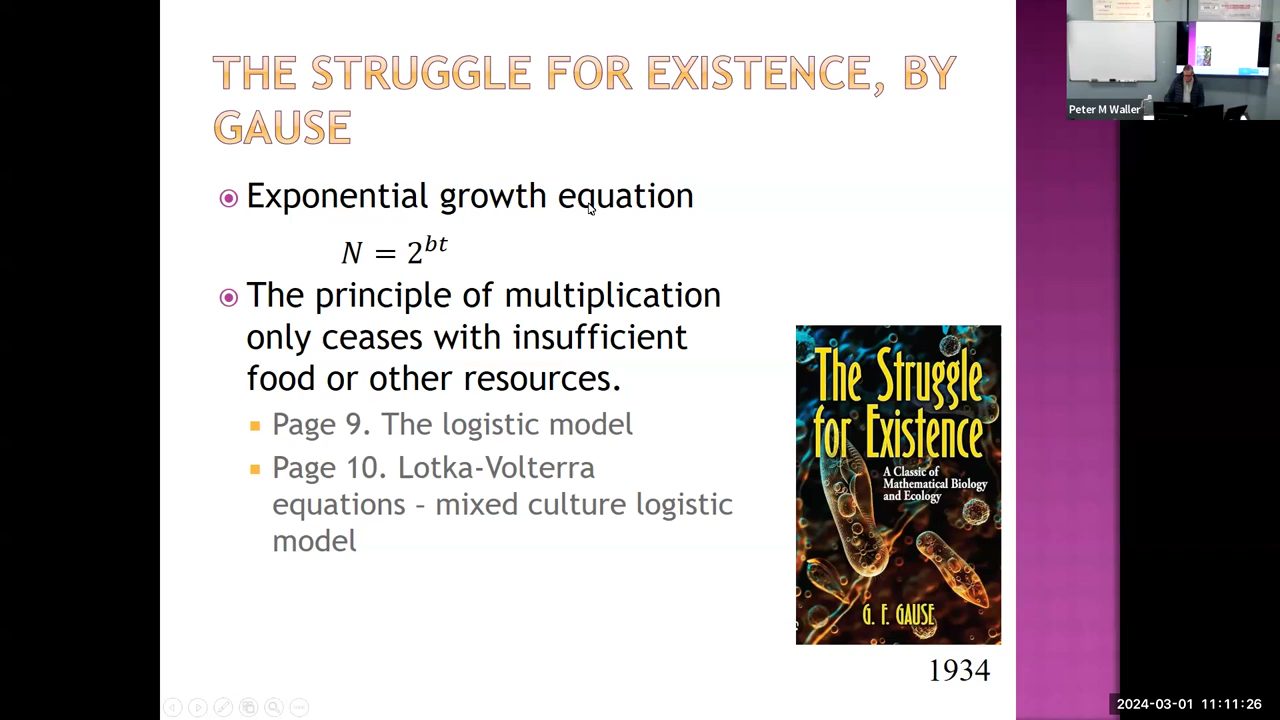 THE STRUGGLE FOR EXISTENCE, BY
GAUSE
Exponential growth equation
N = 2^{bt}
The principle of multiplication
only ceases with insufficient
food or other resources.
Page 9. The logistic model
Page 10. Lotka-Volterra
equations – mixed culture logistic
model
The Struggle
for Existence
A Classic of
Mathematical Biology
and Ecology
G. F. GAUSE
1934
Peter M Waller
2024-03-01 11:11:26